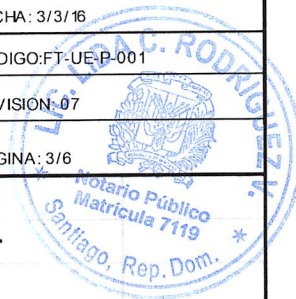 CHA: 3/3/16
DIGO:FT-UE-P-001
VISION: 07
GINA: 3/6
LIC. LIDA C. RODRIGUEZ V.
Notario Público
Matrícula 7119
* Santiago, Rep. Dom. *